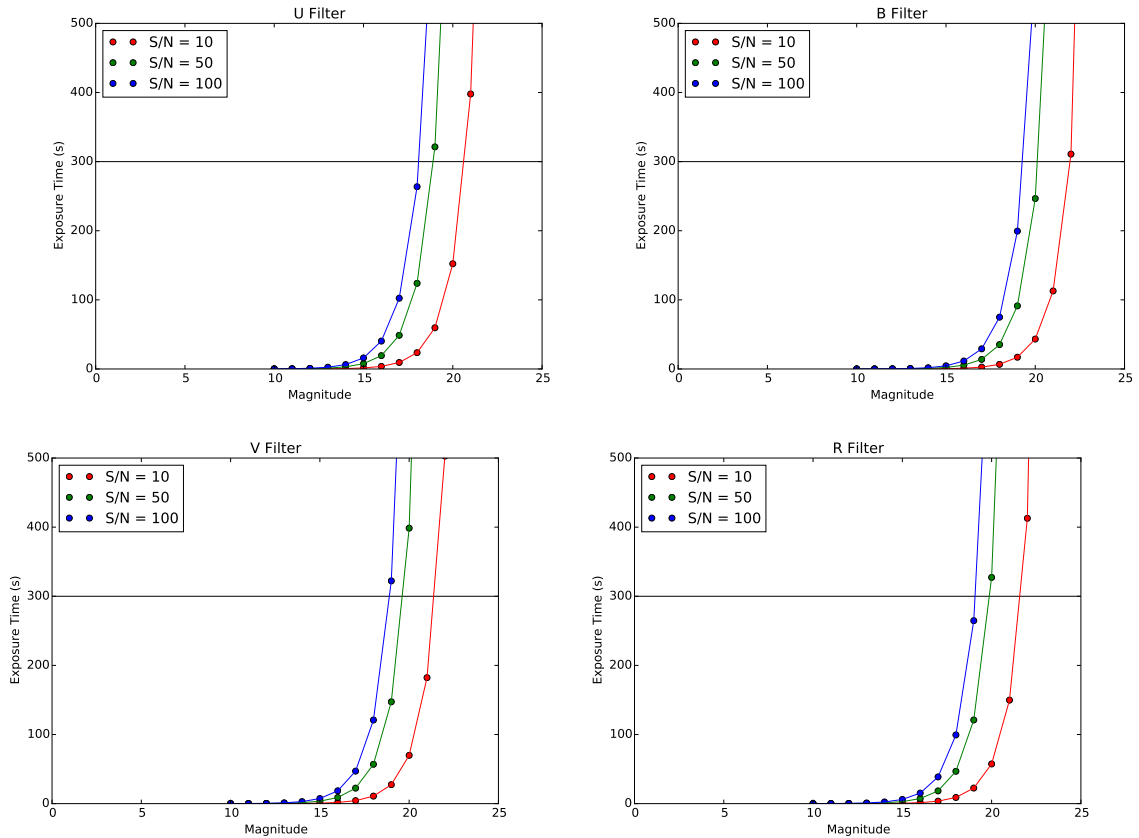 U Filter
500
400
300
200
100
0
Exposure Time (s)
S/N = 10
S/N = 50
S/N = 100
0
5
10
15
20
25
Magnitude
B Filter
500
400
300
200
100
0
Exposure Time (s)
S/N = 10
S/N = 50
S/N = 100
0
5
10
15
20
25
Magnitude
V Filter
500
400
300
200
100
0
Exposure Time (s)
S/N = 10
S/N = 50
S/N = 100
0
5
10
15
20
25
Magnitude
R Filter
500
400
300
200
100
0
Exposure Time (s)
S/N = 10
S/N = 50
S/N = 100
0
5
10
15
20
25
Magnitude